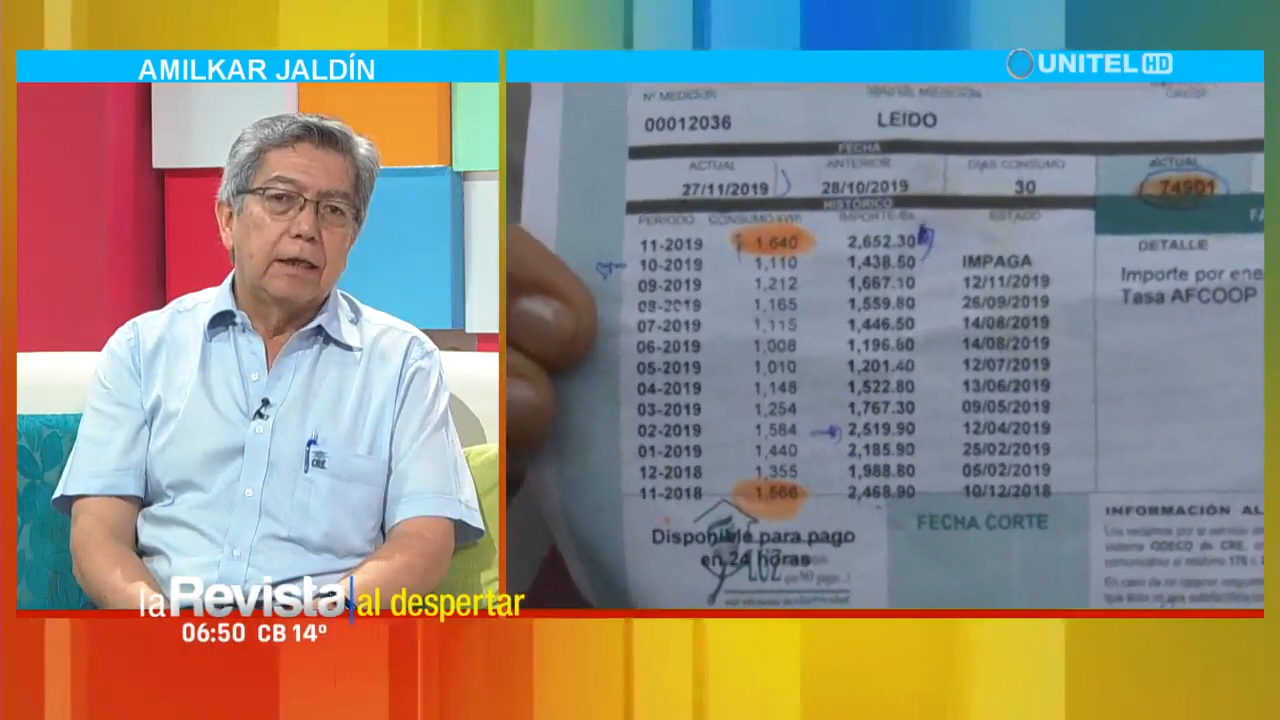 AMILKAR JALDÍN
UNITEL HD
Nº MEDIDOR
00012036
LEIDO
FECHA
ACTUAL ANTERIOR DIAS CONSUMO ACTUAL
27/11/2019 28/10/2019 30 74901
HISTÓRICO
PERIODO CONSUMO kWh IMPORTE-Bs ESTADO
11-2019 1,640 2,652.30
10-2019 1,110 1,438.50 IMPAGA
09-2019 1,212 1,667.10 12/11/2019
08-2019 1,165 1,559.80 26/09/2019
07-2019 1,115 1,446.50 14/08/2019
06-2019 1,008 1,196.80 14/08/2019
05-2019 1,010 1,201.40 12/07/2019
04-2019 1,148 1,522.80 13/06/2019
03-2019 1,254 1,767.30 09/05/2019
02-2019 1,584 2,519.90 12/04/2019
01-2019 1,440 2,185.90 25/02/2019
12-2018 1,355 1,988.80 05/02/2019
11-2018 1,566 2,468.90 10/12/2018
DETALLE
Importe por ene
Tasa AFCOOP
Disponible para pago
en 24 horas
LUZ
FECHA CORTE
INFORMACIÓN AL
CRE
la Revista al despertar
06:50 CB 14º